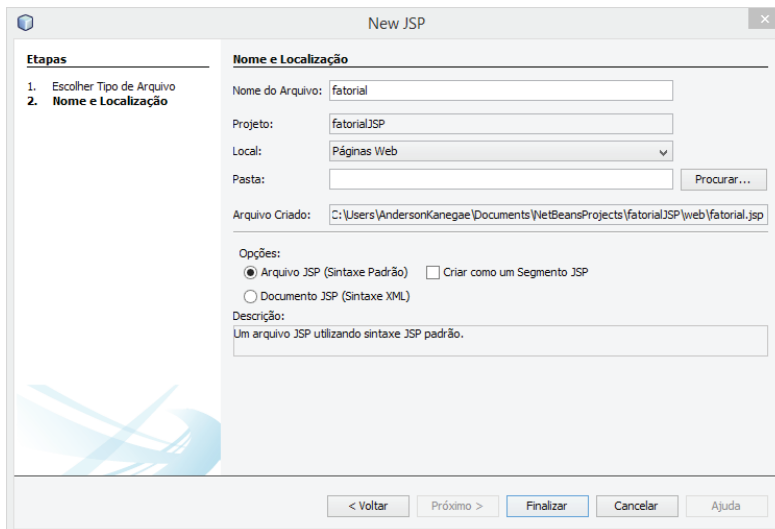 New JSP
Etapas
1. Escolher Tipo de Arquivo
2. Nome e Localização
Nome e Localização
Nome do Arquivo: fatorial
Projeto: fatorialJSP
Local: Páginas Web
Pasta: Procurar...
Arquivo Criado: C:\Users\AndersonKanegae\Documents\NetBeansProjects\fatorialJSP\web\fatorial.jsp
Opções:
Arquivo JSP (Sintaxe Padrão) Criar como um Segmento JSP
Documento JSP (Sintaxe XML)
Descrição:
Um arquivo JSP utilizando sintaxe JSP padrão.
< Voltar Próximo > Finalizar Cancelar Ajuda